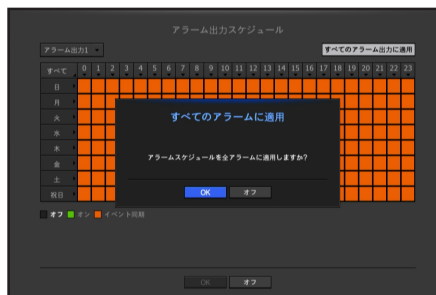 アラーム出力スケジュール
アラーム出力1 すべてのアラーム出力に適用
すべて 0 1 2 3 4 5 6 7 8 9 10 11 12 13 14 15 16 17 18 19 20 21 22 23
日
月
火
水
木
金
土
祝日
すべてのアラームに適用
アラームスケジュールを全アラームに適用しますか?
OK オフ
オフ オン イベント同期
OK オフ